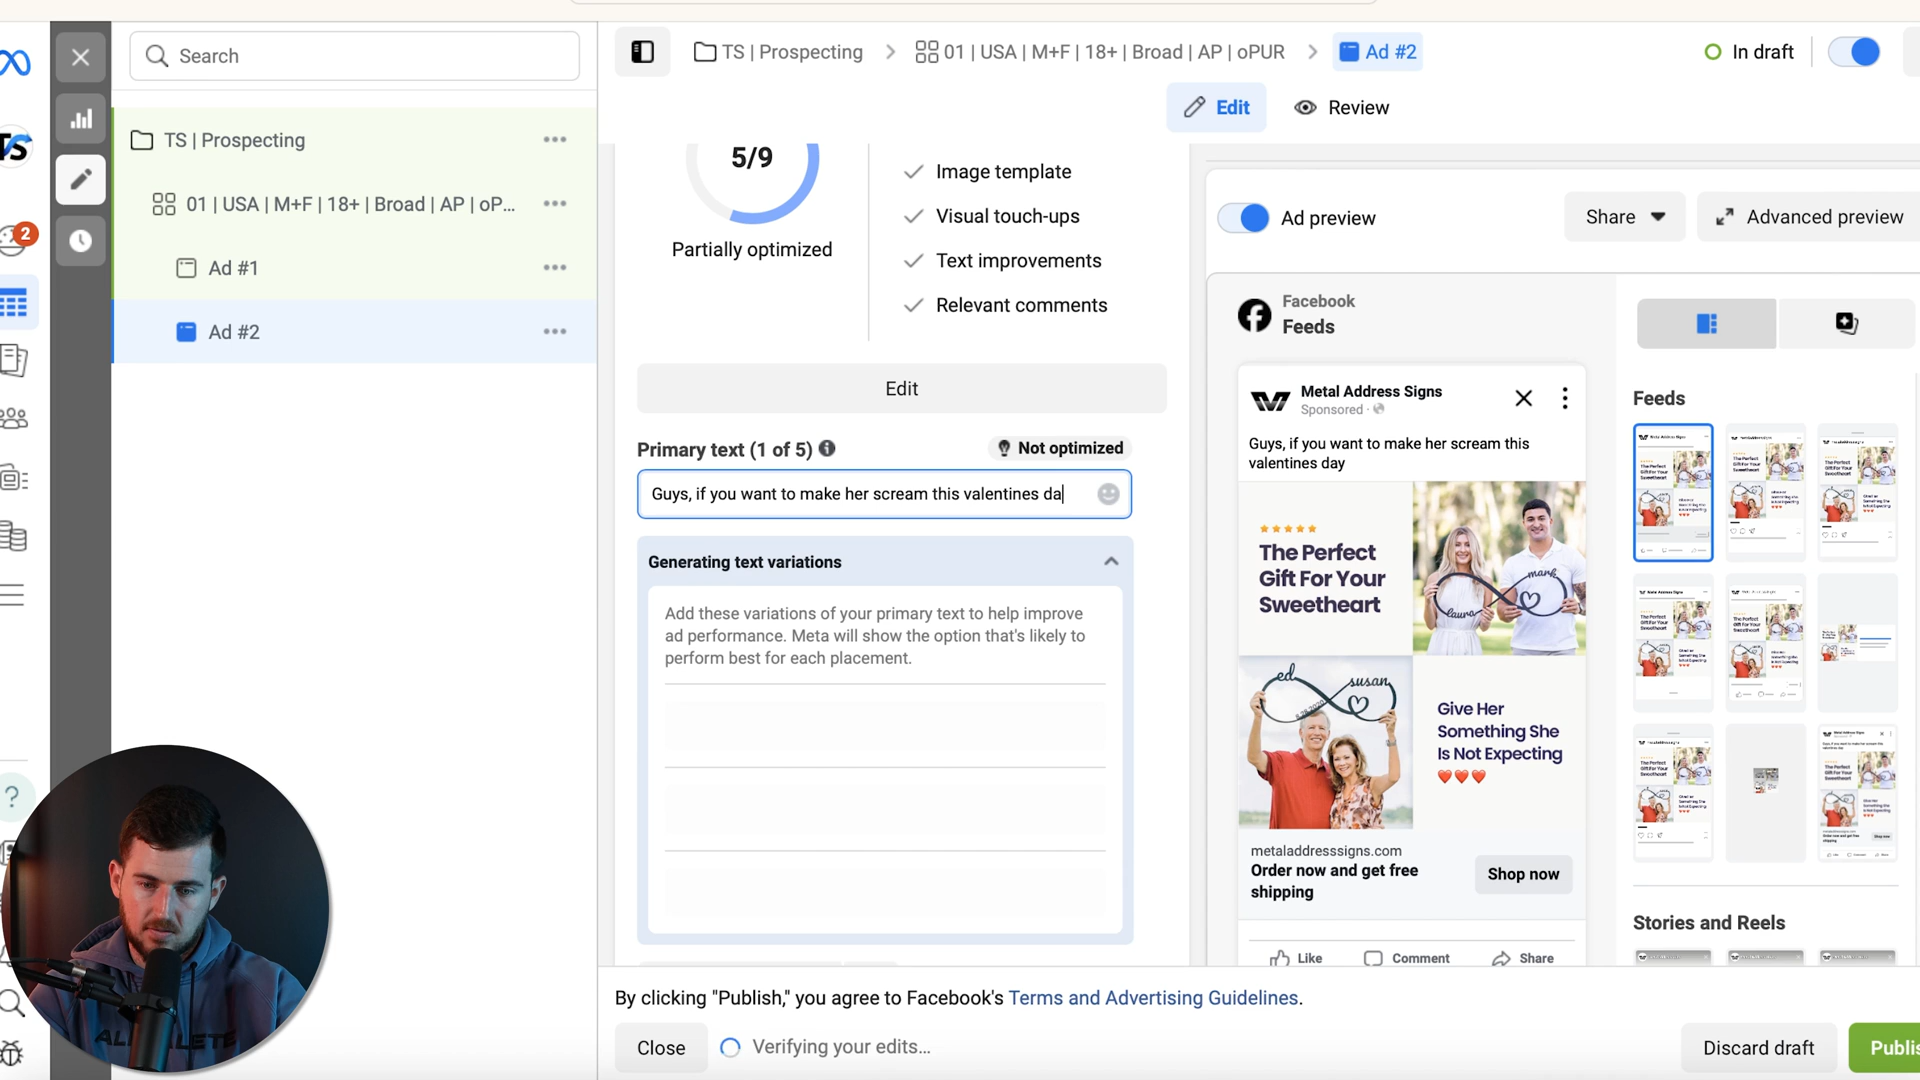 Search
TS | Prospecting
01 | USA | M+F | 18+ | Broad | AP | oP...
Ad #1
Ad #2
2
TS | Prospecting
01 | USA | M+F | 18+ | Broad | AP | oPUR
Ad #2
In draft
Edit
Review
5/9
Partially optimized
Image template
Visual touch-ups
Text improvements
Relevant comments
Edit
Primary text (1 of 5)
Not optimized
Guys, if you want to make her scream this valentines da
Generating text variations
Add these variations of your primary text to help improve
ad performance. Meta will show the option that's likely to
perform best for each placement.
Ad preview
Share
Advanced preview
Facebook
Feeds
Metal Address Signs
Sponsored ·
Guys, if you want to make her scream this
valentines day
The Perfect
Gift For Your
Sweetheart
laura
mark
ed
susan
8.28.2020
Give Her
Something She
Is Not Expecting
❤️❤️❤️
metaladdresssigns.com
Order now and get free
shipping
Shop now
Like
Comment
Share
Feeds
Stories and Reels
By clicking "Publish," you agree to Facebook's Terms and Advertising Guidelines.
Close
Verifying your edits...
Discard draft
Publis